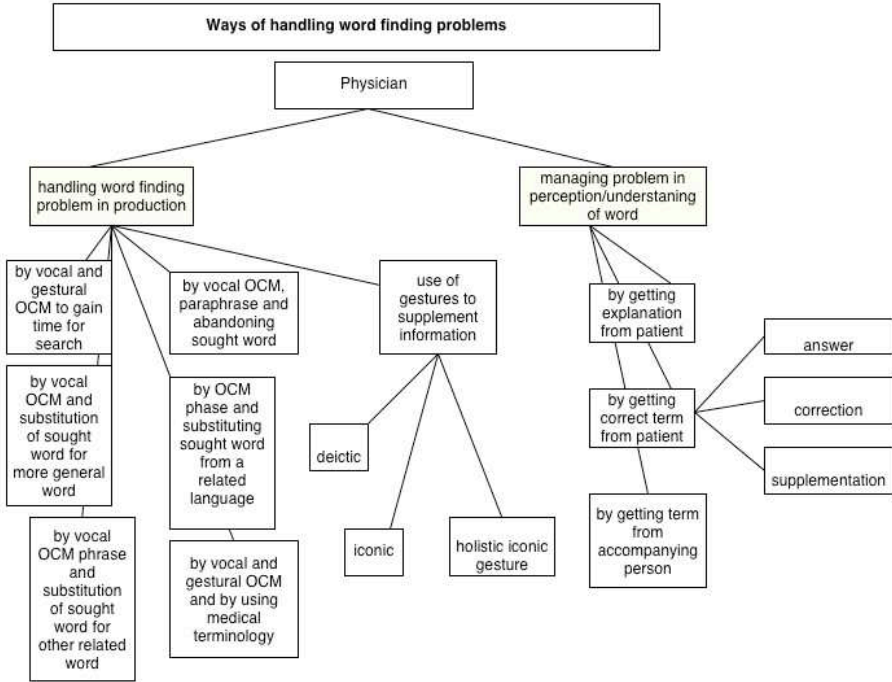 Ways of handling word finding problems
Physician
handling word finding
problem in production
managing problem in
perception/understaning
of word
by vocal and
gestural
OCM to gain
time for
search
by vocal OCM,
paraphrase and
abandoning
sought word
use of
gestures to
supplement
information
by getting
explanation
from patient
answer
by vocal
OCM and
substitution
of sought
word for
more general
word
by OCM
phase and
substituting
sought word
from a
related
language
deictic
by getting
correct term
from patient
correction
supplementation
by vocal
OCM phrase
and
substitution
of sought
word for
other related
word
by vocal and
gestural OCM
and by using
medical
terminology
iconic
holistic iconic
gesture
by getting term
from
accompanying
person